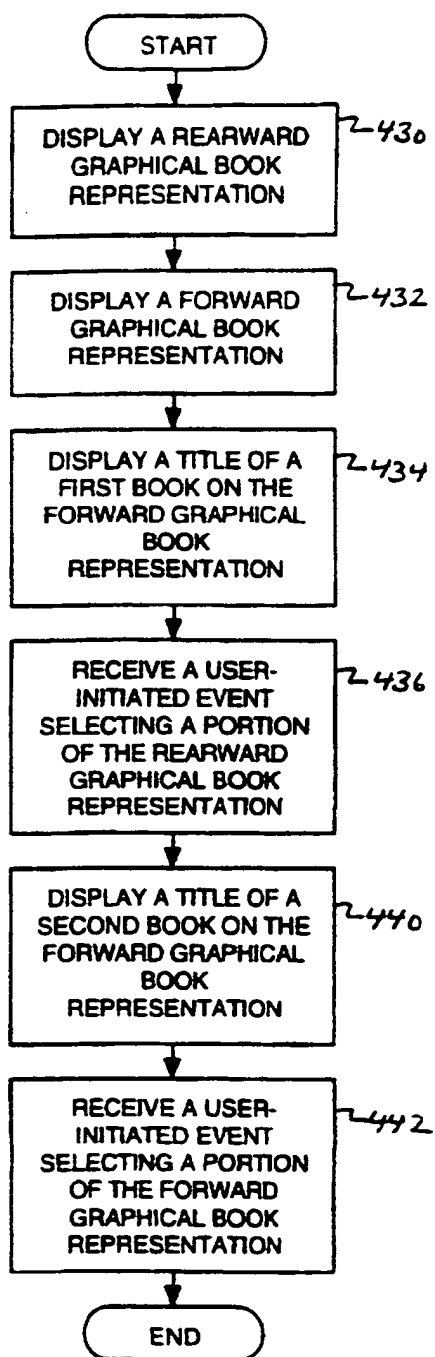 START
DISPLAY A REARWARD
GRAPHICAL BOOK
REPRESENTATION
430
DISPLAY A FORWARD
GRAPHICAL BOOK
REPRESENTATION
432
DISPLAY A TITLE OF A
FIRST BOOK ON THE
FORWARD GRAPHICAL
BOOK
REPRESENTATION
434
RECEIVE A USER-
INITIATED EVENT
SELECTING A PORTION
OF THE REARWARD
GRAPHICAL BOOK
REPRESENTATION
436
DISPLAY A TITLE OF A
SECOND BOOK ON THE
FORWARD GRAPHICAL
BOOK
REPRESENTATION
440
RECEIVE A USER-
INITIATED EVENT
SELECTING A PORTION
OF THE FORWARD
GRAPHICAL BOOK
REPRESENTATION
442
END